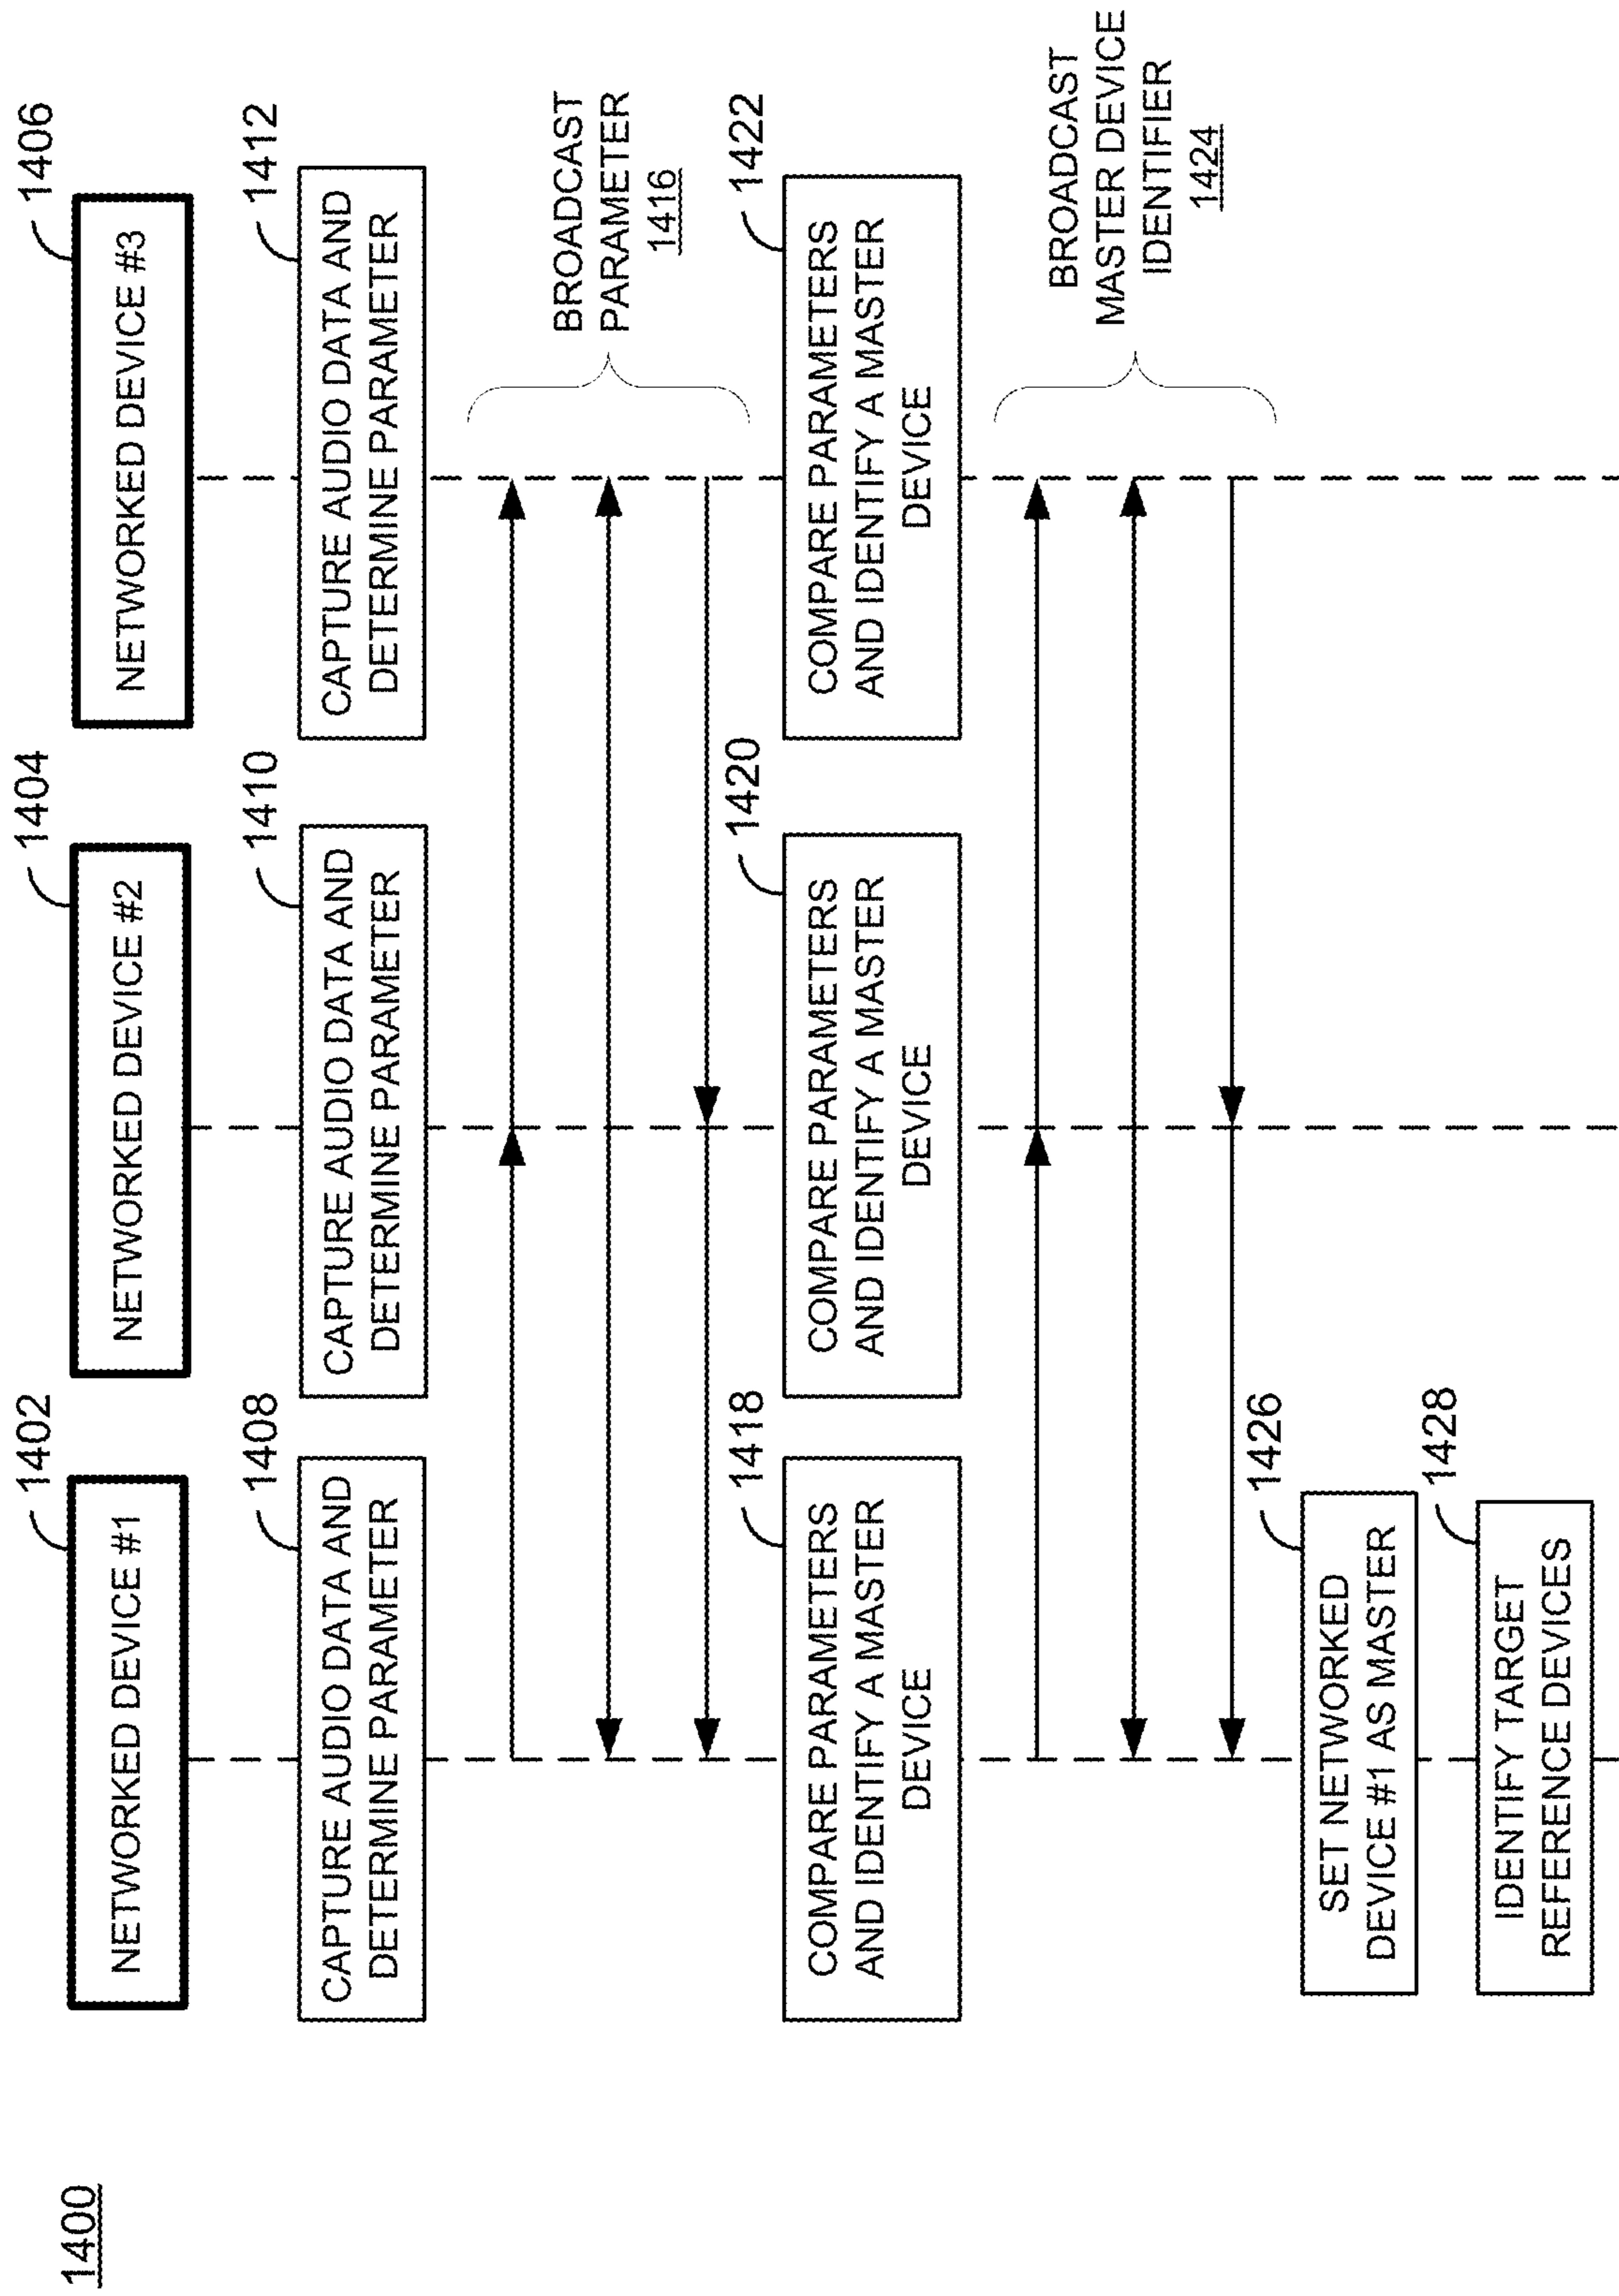 1400
1402
NETWORKED DEVICE #1
1404
NETWORKED DEVICE #2
1406
NETWORKED DEVICE #3
1408
CAPTURE AUDIO DATA AND
DETERMINE PARAMETER
1410
CAPTURE AUDIO DATA AND
DETERMINE PARAMETER
1412
CAPTURE AUDIO DATA AND
DETERMINE PARAMETER
BROADCAST
PARAMETER
1416
1418
COMPARE PARAMETERS
AND IDENTIFY A MASTER
DEVICE
1420
COMPARE PARAMETERS
AND IDENTIFY A MASTER
DEVICE
1422
COMPARE PARAMETERS
AND IDENTIFY A MASTER
DEVICE
BROADCAST
MASTER DEVICE
IDENTIFIER
1424
1426
SET NETWORKED
DEVICE #1 AS MASTER
1428
IDENTIFY TARGET
REFERENCE DEVICES